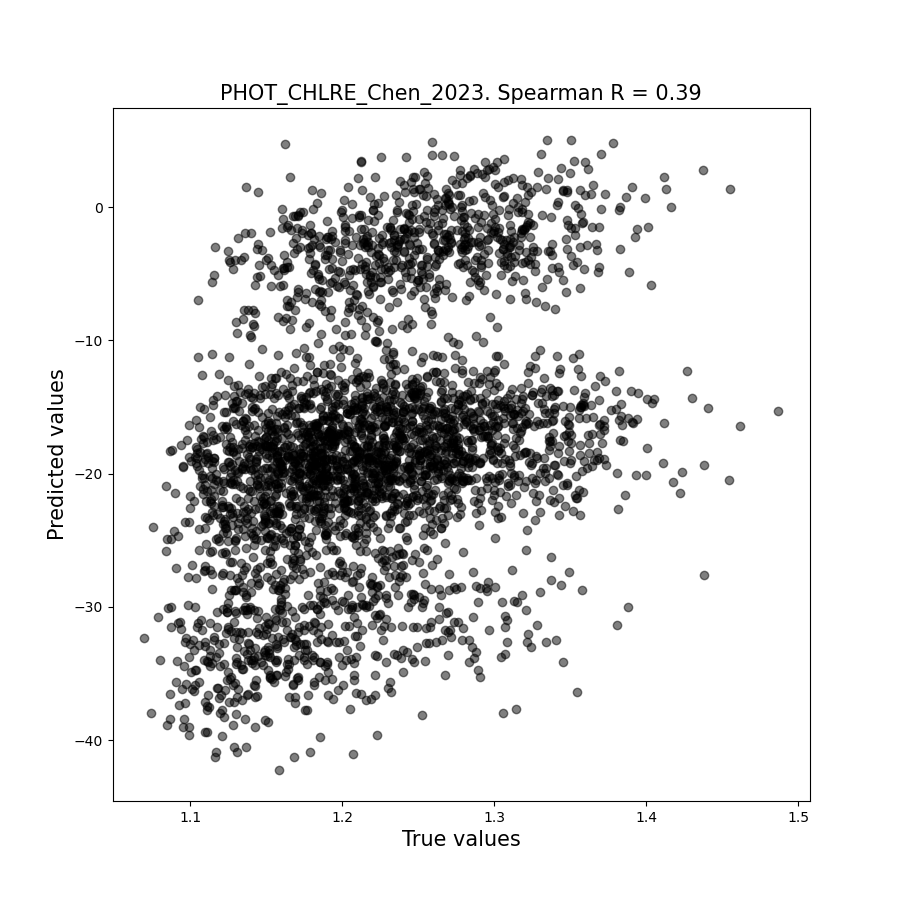 PHOT_CHLRE_Chen_2023. Spearman R = 0.39
Predicted values
0
−10
−20
−30
−40
1.1 1.2 1.3 1.4 1.5
True values